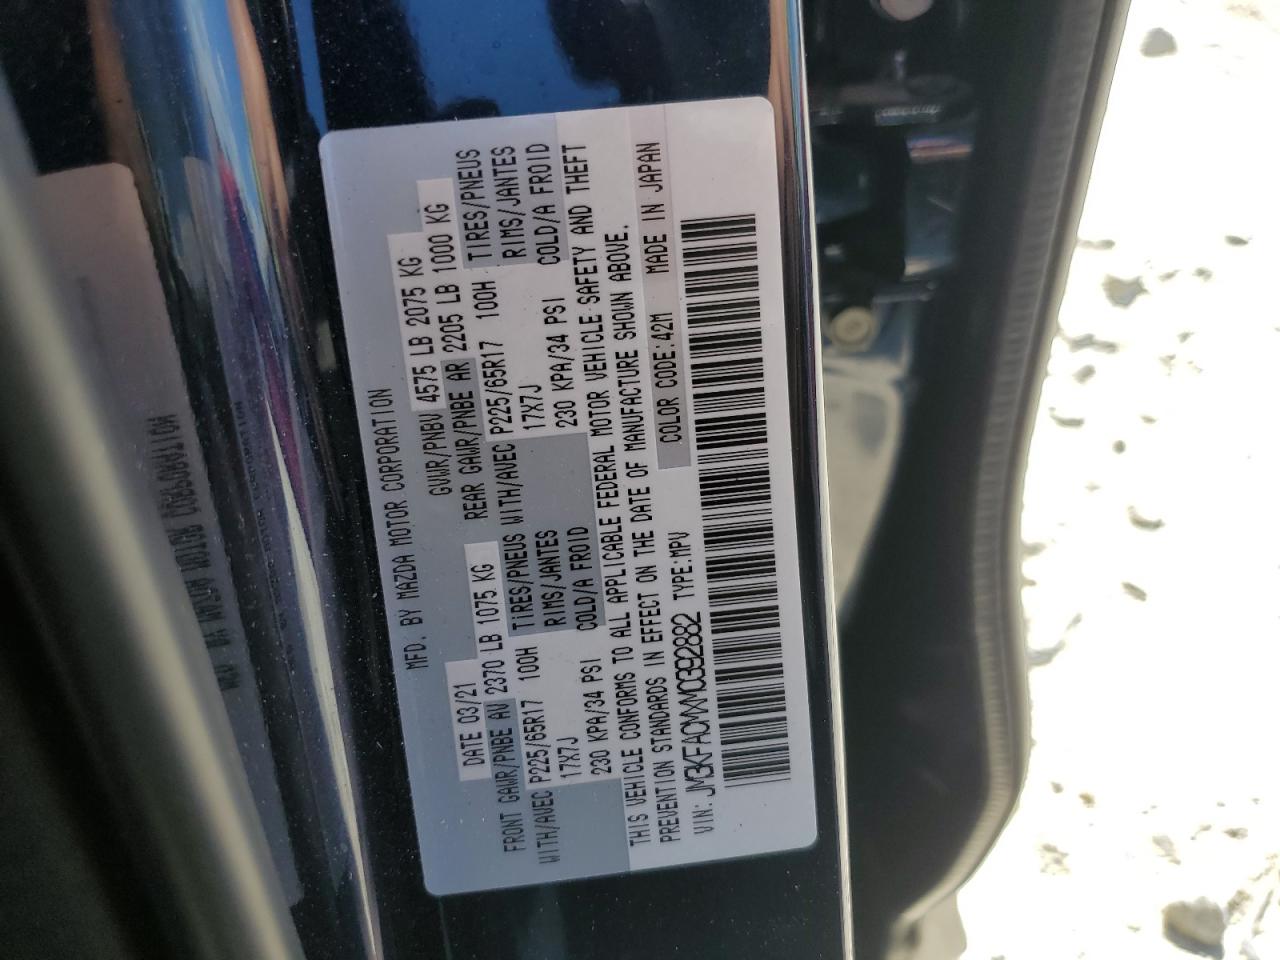 MFD. BY MAZDA MOTOR CORPORATION
DATE 03/21 GVWR/PNBV 4575 LB 2075 KG
FRONT GAWR/PNBE AV 2370 LB 1075 KG REAR GAWR/PNBE AR 2205 LB 1000 KG
WITH/AVEC P225/65R17 100H TIRES/PNEUS WITH/AVEC P225/65R17 100H TIRES/PNEUS
17X7J RIMS/JANTES 17X7J RIMS/JANTES
230 KPA/34 PSI COLD/A FROID 230 KPA/34 PSI COLD/A FROID
THIS VEHICLE CONFORMS TO ALL APPLICABLE FEDERAL MOTOR VEHICLE SAFETY AND THEFT
PREVENTION STANDARDS IN EFFECT ON THE DATE OF MANUFACTURE SHOWN ABOVE.
VIN: JM3KFACMXM0392882 TYPE:MPV COLOR CODE:42M MADE IN JAPAN